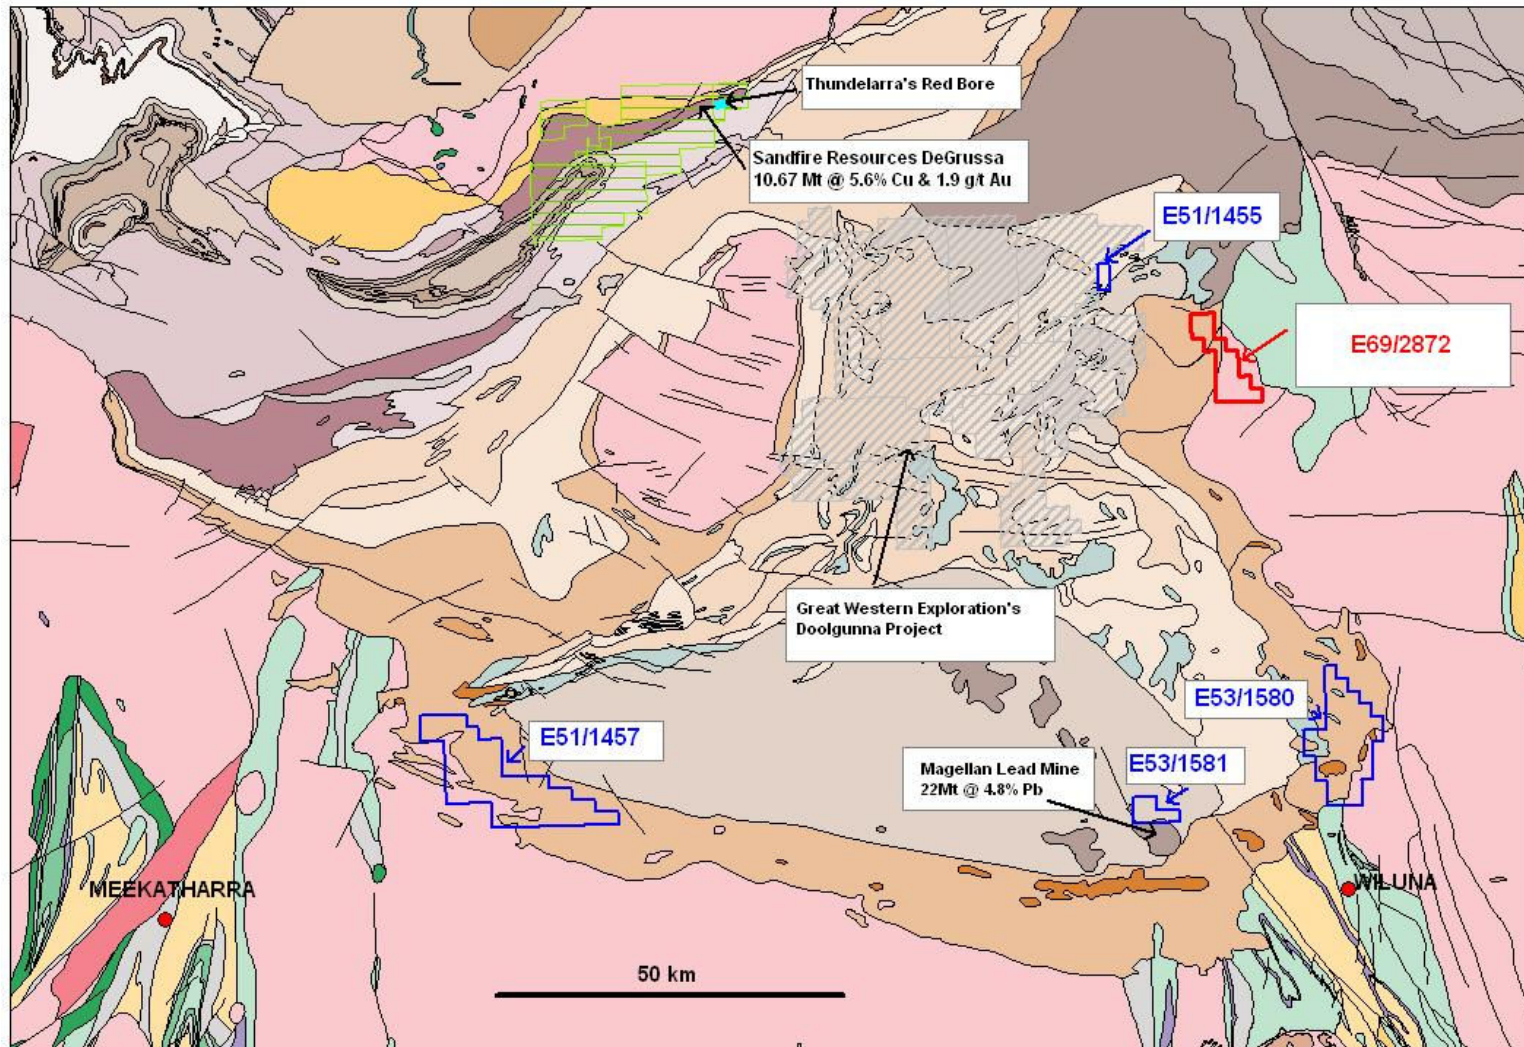 Thundelarra's Red Bore
Sandfire Resources DeGrussa
10.67 Mt @ 5.6% Cu & 1.9 g/t Au
E51/1455
E69/2872
Great Western Exploration's
Doolgunna Project
E53/1580
E51/1457
E53/1581
Magellan Lead Mine
22Mt @ 4.8% Pb
MEEKATHARRA
WILUNA
50 km